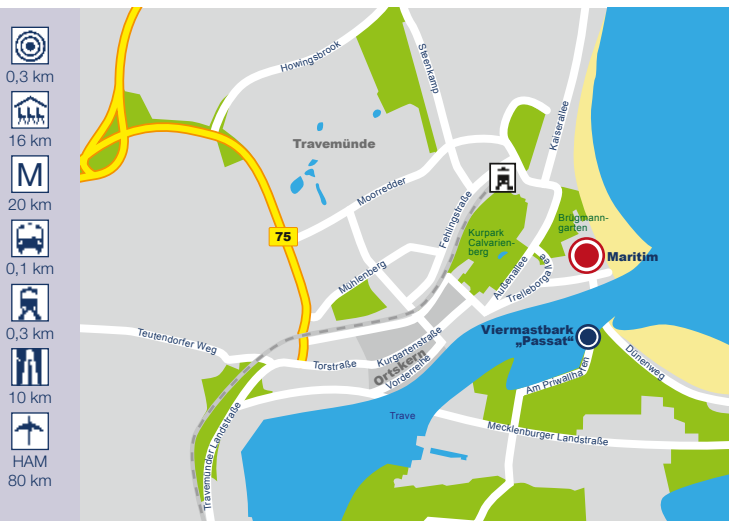 0,3 km
16 km
M
20 km
0,1 km
0,3 km
10 km
HAM
80 km
Howingsbrook
Steenkamp
Kaiserallee
Travemünde
Moorredder
Fehlingstraße
Brügmann-
garten
Kurpark
Calvarien-
berg
75
Maritim
Mühlenberg
Außenallee
Trelleborgallee
Viermastbark
„Passat“
Teutendorfer Weg
Torstraße
Kurgartenstraße
Ortskern
Vorderreihe
Am Priwallhafen
Dünenweg
Trave
Travemünder Landstraße
Mecklenburger Landstraße